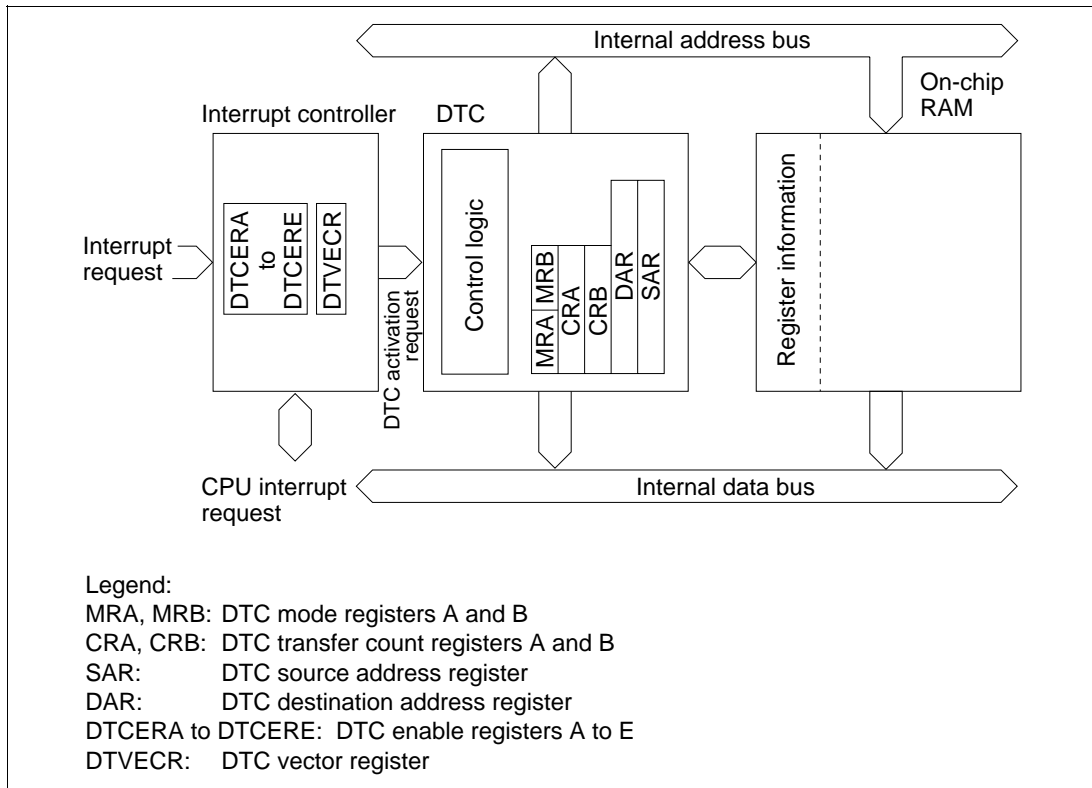 Internal address bus
On-chip
RAM
Interrupt controller
DTC
Interrupt
request
DTCERA
to
DTCERE
DTVECR
DTC activation
request
Control logic
MRA
MRB
CRA
CRB
DAR
SAR
Register information
CPU interrupt
request
Internal data bus
Legend:
MRA, MRB: DTC mode registers A and B
CRA, CRB: DTC transfer count registers A and B
SAR: DTC source address register
DAR: DTC destination address register
DTCERA to DTCERE: DTC enable registers A to E
DTVECR: DTC vector register